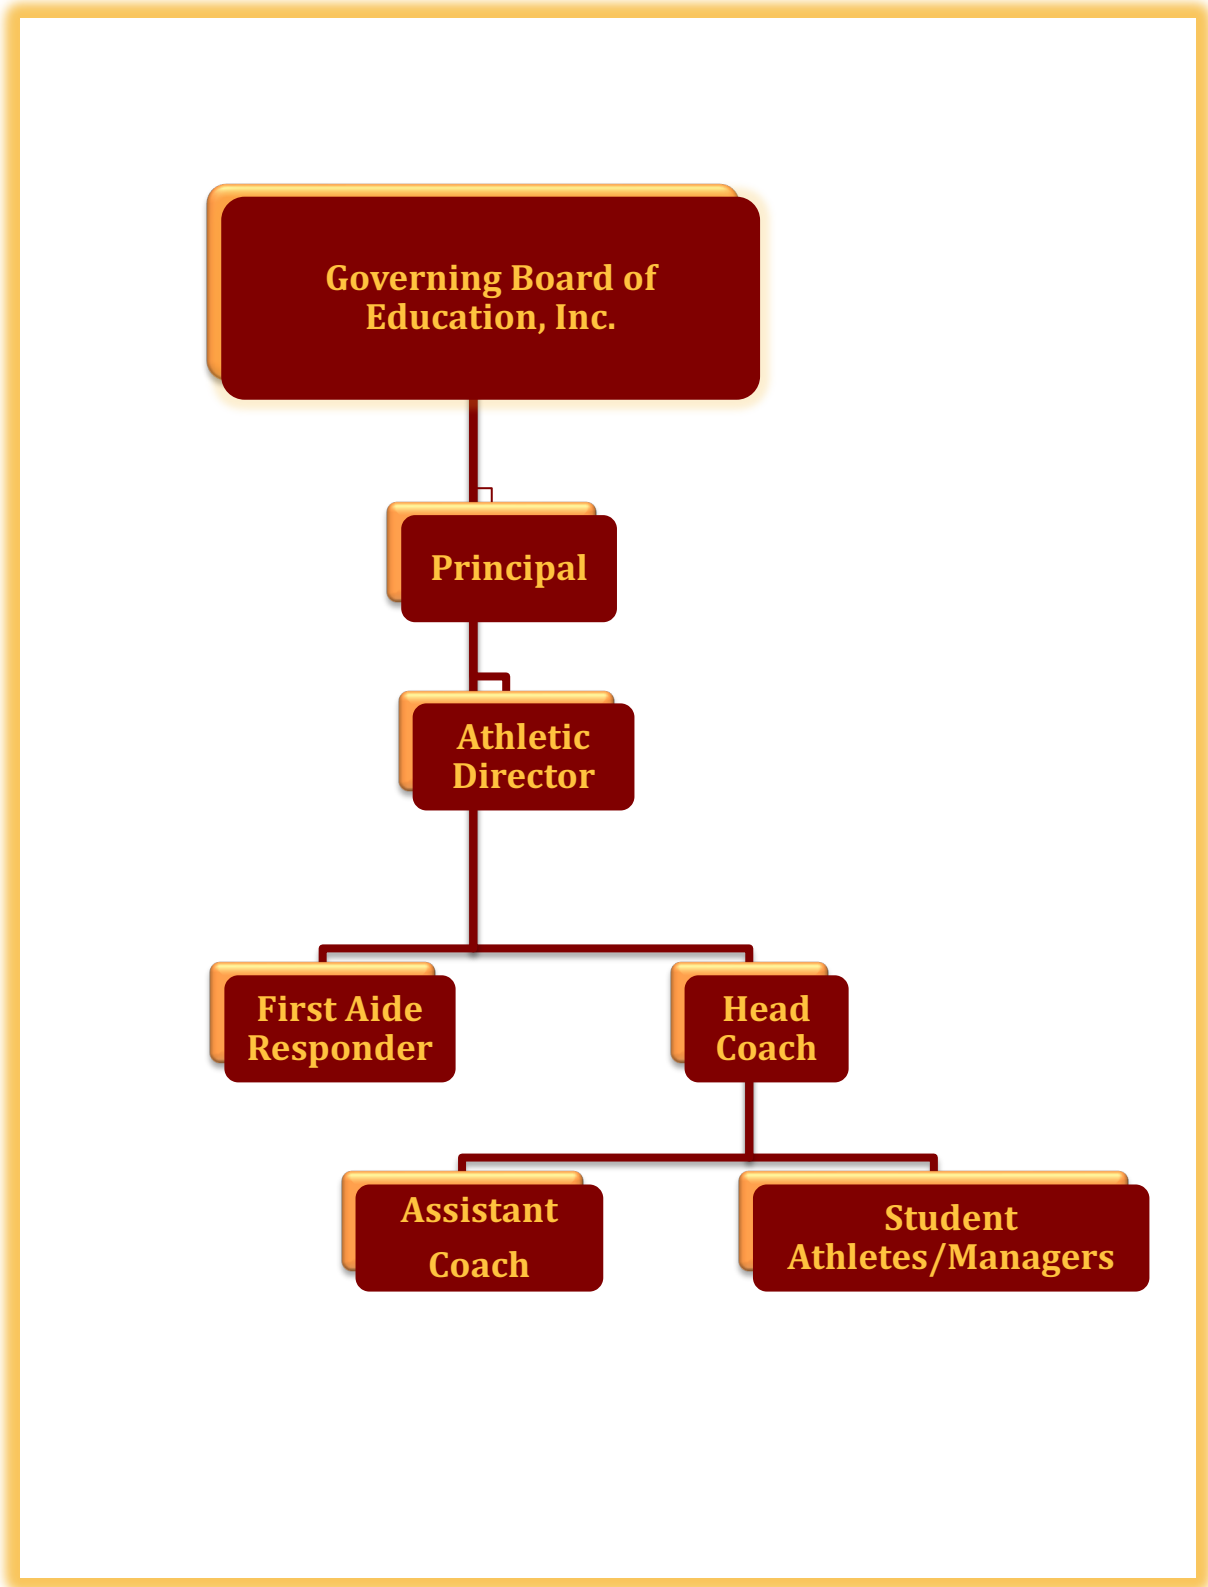 Governing Board of
Education, Inc.
Principal
Athletic
Director
First Aide
Responder
Head
Coach
Assistant
Coach
Student
Athletes/Managers